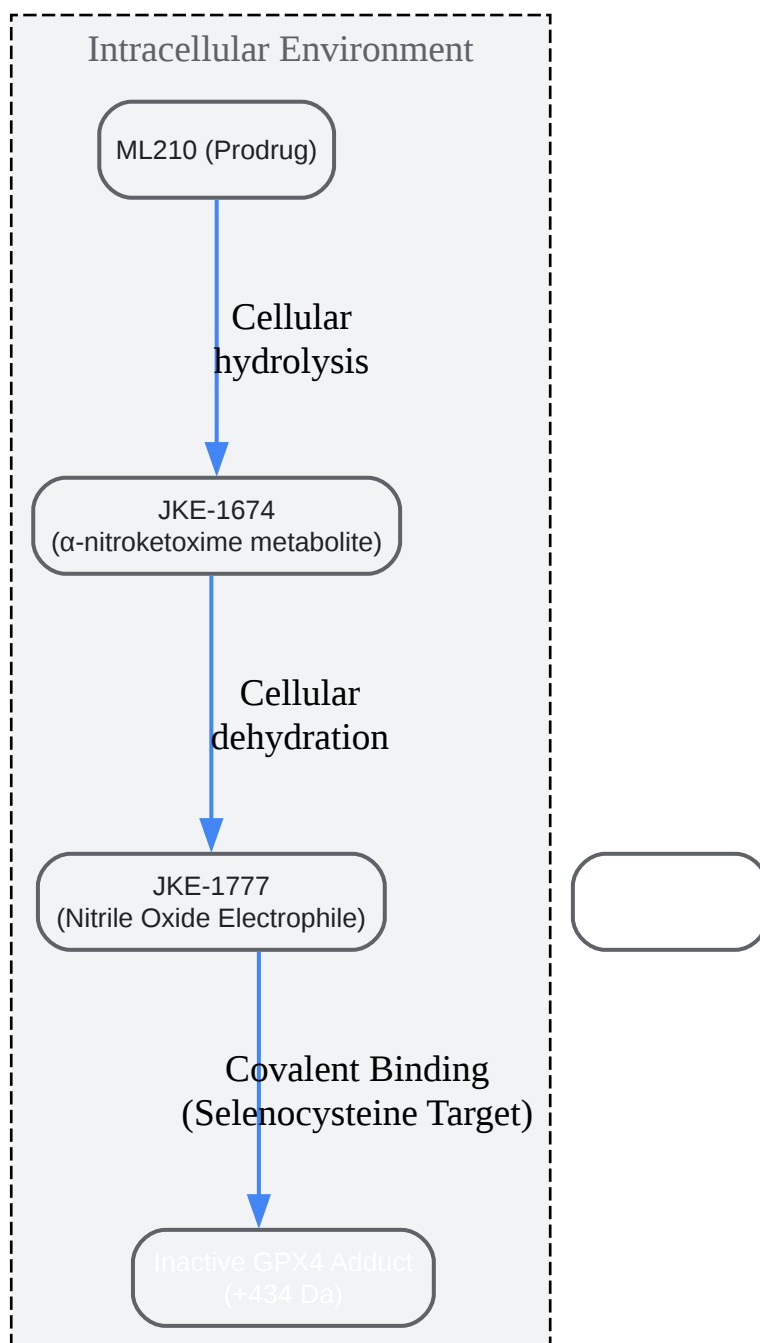 Intracellular Environment
ML210 (Prodrug)
Cellular
hydrolysis
JKE-1674
(α-nitroketoxime metabolite)
Cellular
dehydration
JKE-1777
(Nitrile Oxide Electrophile)
Covalent Binding
(Selenocysteine Target)
Inactive GPX4 Adduct
(+434 Da)